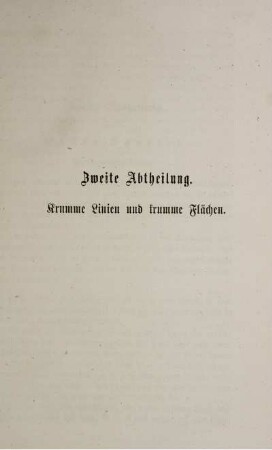 Zweite Abtheilung.
Krumme Linien und krumme Flächen.